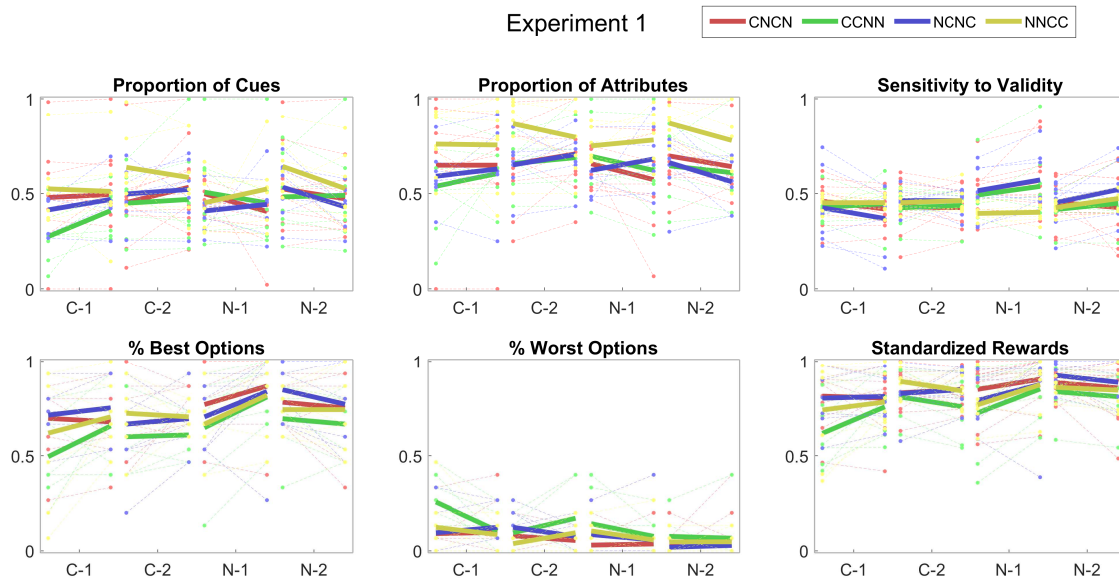 Experiment 1
CNCN CCNN NCNC NNCC
Proportion of Cues Proportion of Attributes Sensitivity to Validity
1 1 1
0.5 0.5 0.5
0 0 0
C-1 C-2 N-1 N-2 C-1 C-2 N-1 N-2 C-1 C-2 N-1 N-2
% Best Options % Worst Options Standardized Rewards
1 1 1
0.5 0.5 0.5
0 0 0
C-1 C-2 N-1 N-2 C-1 C-2 N-1 N-2 C-1 C-2 N-1 N-2